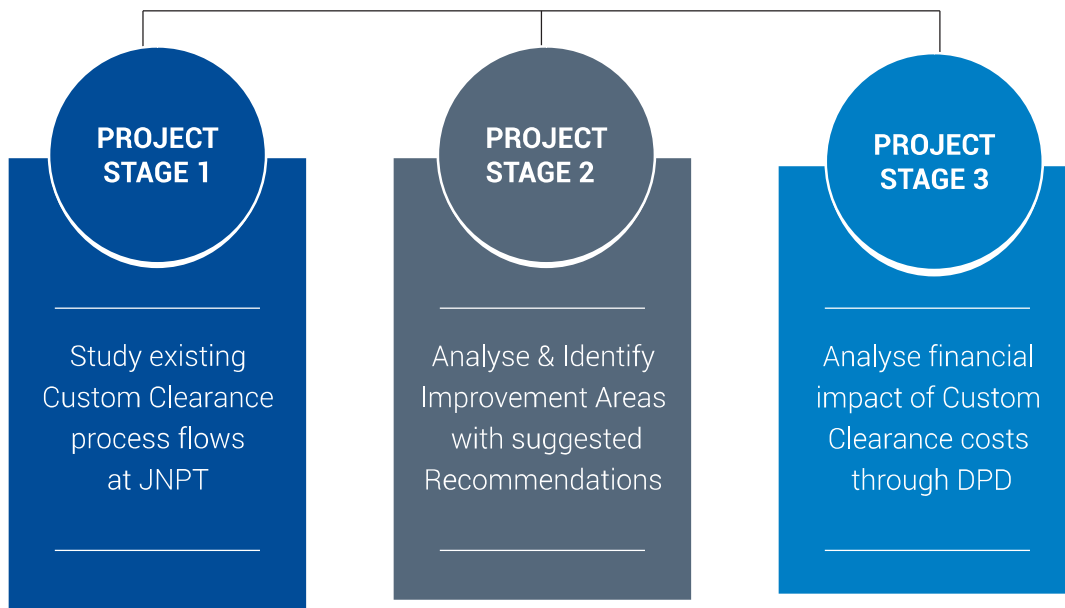 PROJECT
STAGE 1
Study existing
Custom Clearance
process flows
at JNPT
PROJECT
STAGE 2
Analyse & Identify
Improvement Areas
with suggested
Recommendations
PROJECT
STAGE 3
Analyse financial
impact of Custom
Clearance costs
through DPD